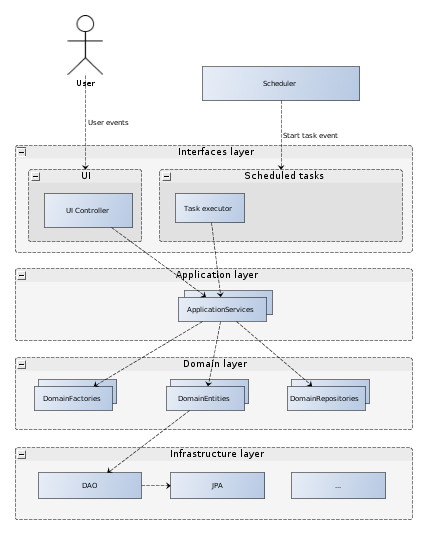 User
Scheduler
User events
Start task event
Interfaces layer
UI
Scheduled tasks
UI Controller
Task executor
Application layer
ApplicationServices
Domain layer
DomainFactories
DomainEntities
DomainRepositories
Infrastructure layer
DAO
JPA
...